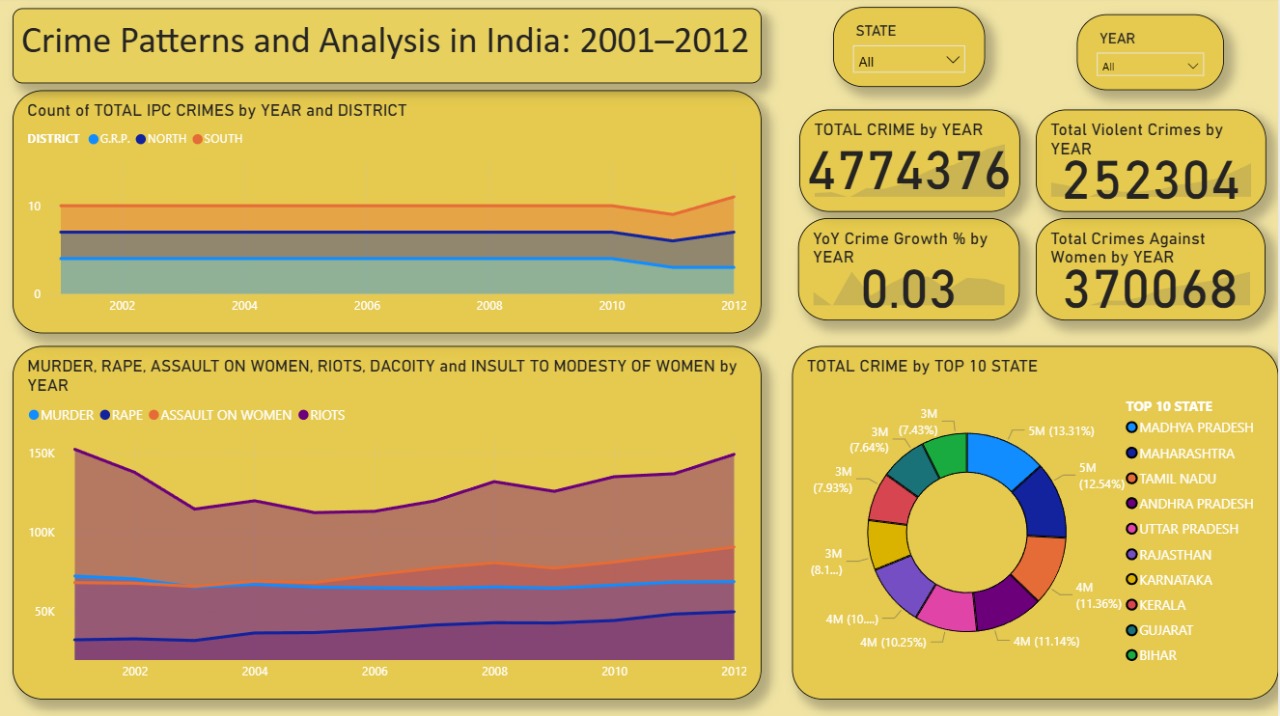 Crime Patterns and Analysis in India: 2001–2012
STATE
All
YEAR
All
Count of TOTAL IPC CRIMES by YEAR and DISTRICT
DISTRICT G.R.P. NORTH SOUTH
10
0
2002 2004 2006 2008 2010 2012
TOTAL CRIME by YEAR
4774376
Total Violent Crimes by
YEAR
252304
YoY Crime Growth % by
YEAR
0.03
Total Crimes Against
Women by YEAR
370068
MURDER, RAPE, ASSAULT ON WOMEN, RIOTS, DACOITY and INSULT TO MODESTY OF WOMEN by
YEAR
MURDER RAPE ASSAULT ON WOMEN RIOTS
150K
100K
50K
2002 2004 2006 2008 2010 2012
TOTAL CRIME by TOP 10 STATE
5M (13.31%)
5M
(12.54%)
4M
(11.36%)
4M (11.14%)
4M (10.25%)
4M (10....)
3M
(8.1...)
3M
(7.93%)
3M
(7.64%)
3M
(7.43%)
TOP 10 STATE
MADHYA PRADESH
MAHARASHTRA
TAMIL NADU
ANDHRA PRADESH
UTTAR PRADESH
RAJASTHAN
KARNATAKA
KERALA
GUJARAT
BIHAR